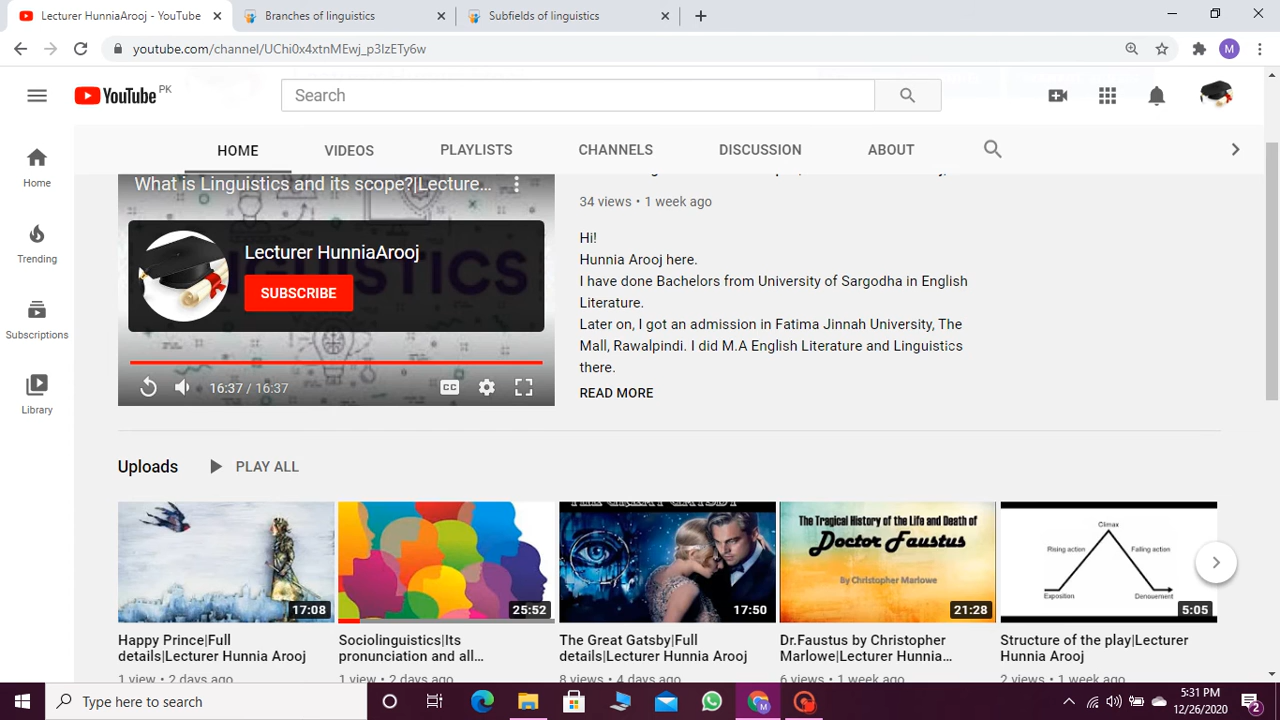 Lecturer HunniaArooj - YouTube
Branches of linguistics
Subfields of linguistics
youtube.com/channel/UChi0x4xtnMEwj_p3IzETy6w
M
YouTube PK
Search
HOME
VIDEOS
PLAYLISTS
CHANNELS
DISCUSSION
ABOUT
Home
Trending
Subscriptions
Library
What is Linguistics and its scope?|Lecture...
LINGUISTICS
Lecturer HunniaArooj
SUBSCRIBE
16:37 / 16:37
CC
34 views • 1 week ago
Hi!
Hunnia Arooj here.
I have done Bachelors from University of Sargodha in English
Literature.
Later on, I got an admission in Fatima Jinnah University, The
Mall, Rawalpindi. I did M.A English Literature and Linguistics
there.
READ MORE
Uploads
PLAY ALL
17:08
Happy Prince|Full
details|Lecturer Hunnia Arooj
1 view • 2 days ago
25:52
Sociolinguistics|Its
pronunciation and all...
1 view • 2 days ago
THE GREAT GATSBY
17:50
The Great Gatsby|Full
details|Lecturer Hunnia Arooj
8 views • 4 days ago
The Tragical History of the Life and Death of
Doctor Faustus
By Christopher Marlowe
21:28
Dr.Faustus by Christopher
Marlowe|Lecturer Hunnia...
6 views • 1 week ago
Climax
Rising action
Falling action
Exposition
Denouement
5:05
Structure of the play|Lecturer
Hunnia Arooj
2 views • 1 week ago
Type here to search
M
5:31 PM
12/26/2020
2